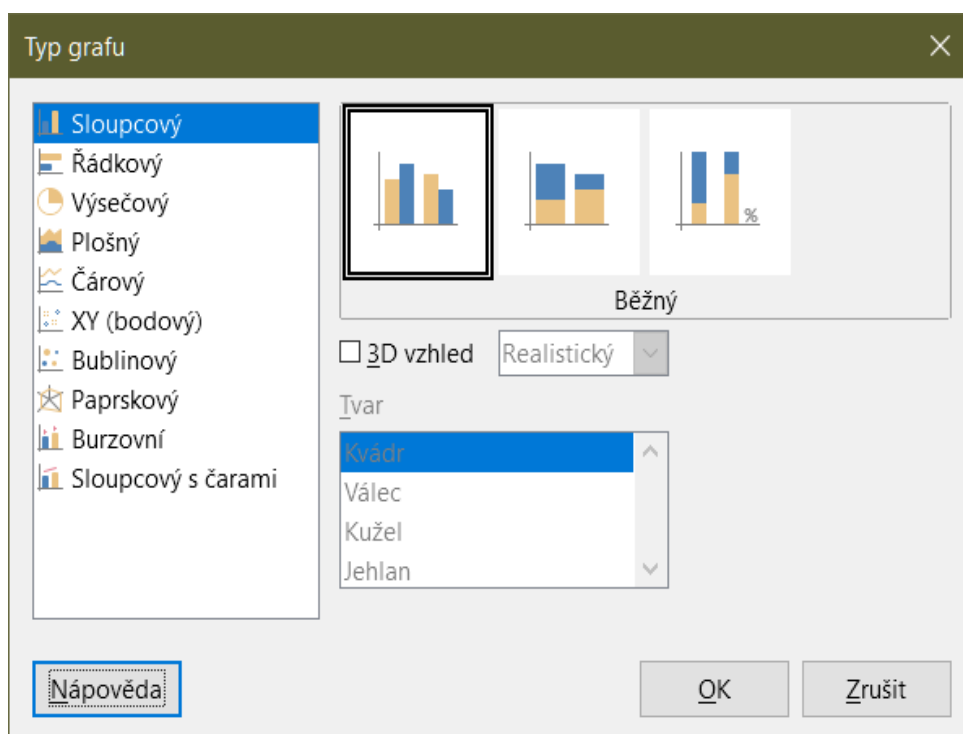 Typ grafu
Sloupcový
Řádkový
Výsečový
Plošný
Čárový
XY (bodový)
Bublinový
Paprskový
Burzovní
Sloupcový s čarami
%
Běžný
3D vzhled
Realistický
Tvar
Kvádr
Válec
Kužel
Jehlan
Nápověda
OK
Zrušit